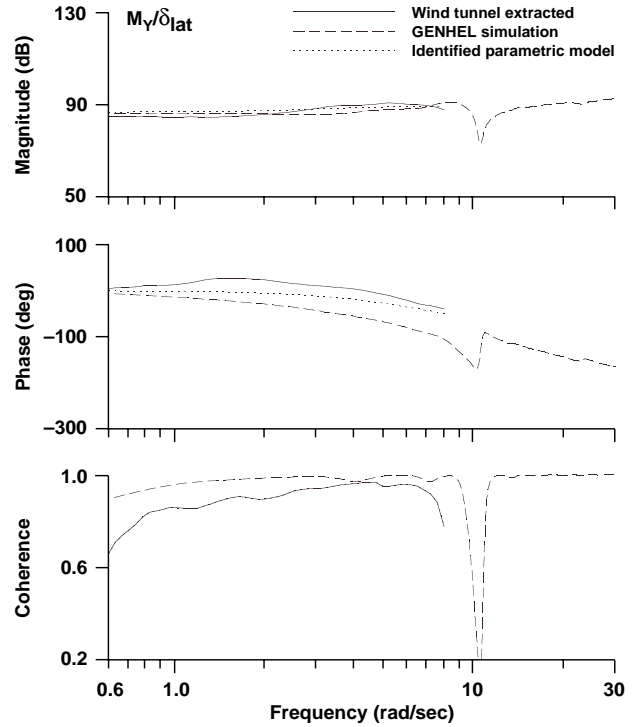 M_Y/δ_lat
Wind tunnel extracted
GENHEL simulation
Identified parametric model
Magnitude (dB)
130
90
50
Phase (deg)
100
−100
−300
Coherence
1.0
0.6
0.2
0.6 1.0 10 30
Frequency (rad/sec)